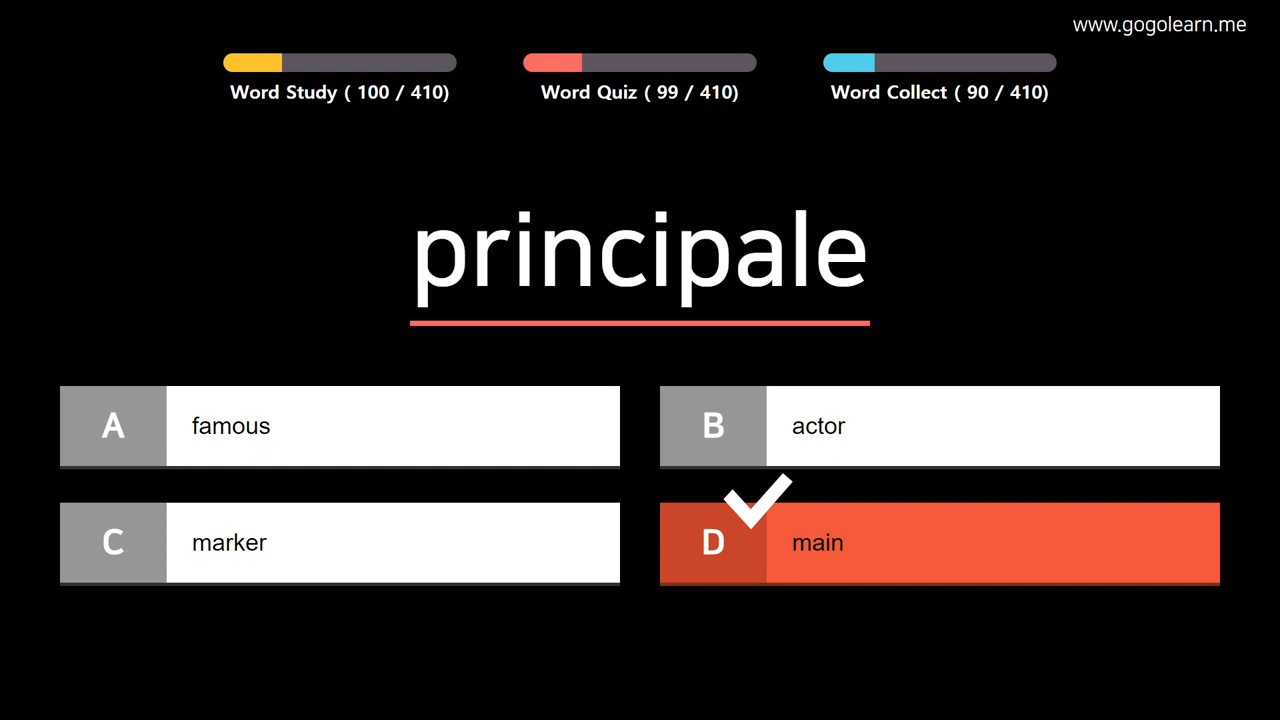 www.gogolearn.me
Word Study ( 100 / 410)
Word Quiz ( 99 / 410)
Word Collect ( 90 / 410)
principale
A famous
B actor
C marker
D main